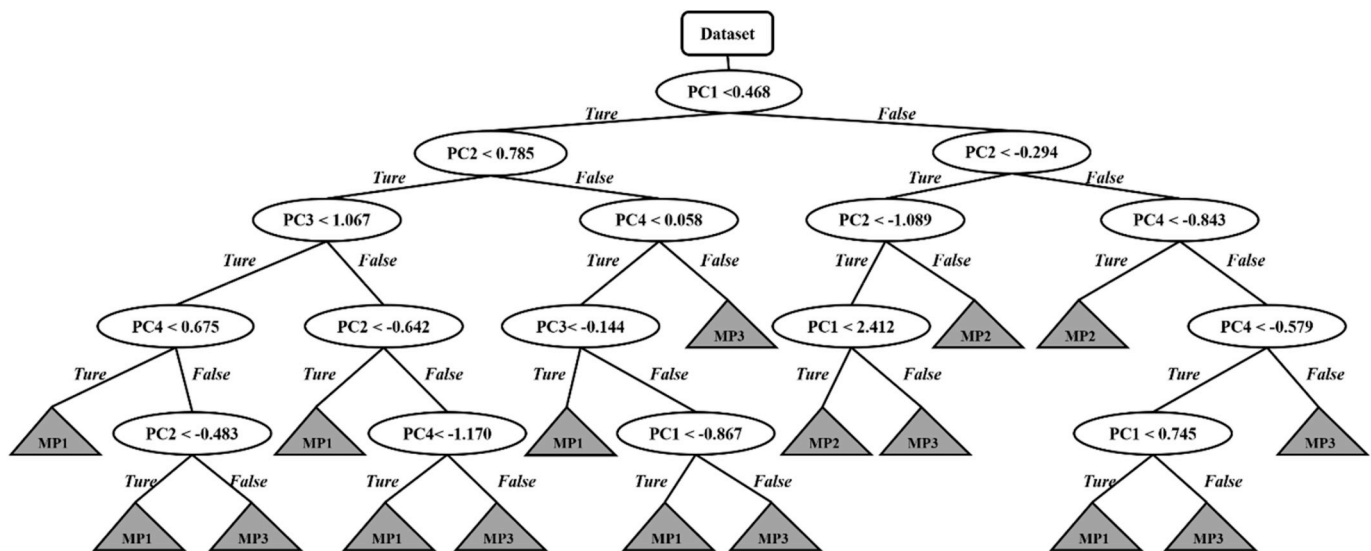 Dataset
PC1 <0.468
Ture
False
PC2 < 0.785
PC2 < -0.294
Ture
False
Ture
False
PC3 < 1.067
PC4 < 0.058
PC2 < -1.089
PC4 < -0.843
Ture
False
Ture
False
Ture
False
Ture
False
PC4 < 0.675
PC2 < -0.642
PC3< -0.144
MP3
PC1 < 2.412
MP2
MP2
PC4 < -0.579
Ture
False
Ture
False
Ture
False
Ture
False
Ture
False
MP1
PC2 < -0.483
MP1
PC4< -1.170
MP1
PC1 < -0.867
MP2
MP3
PC1 < 0.745
MP3
Ture
False
Ture
False
Ture
False
Ture
False
MP1
MP3
MP1
MP3
MP1
MP3
MP1
MP3